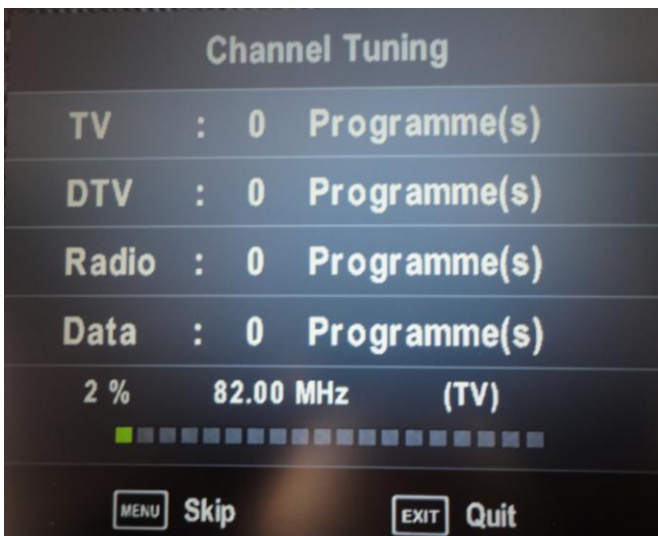 Channel Tuning
TV : 0 Programme(s)
DTV : 0 Programme(s)
Radio : 0 Programme(s)
Data : 0 Programme(s)
2 % 82.00 MHz (TV)
MENU Skip EXIT Quit